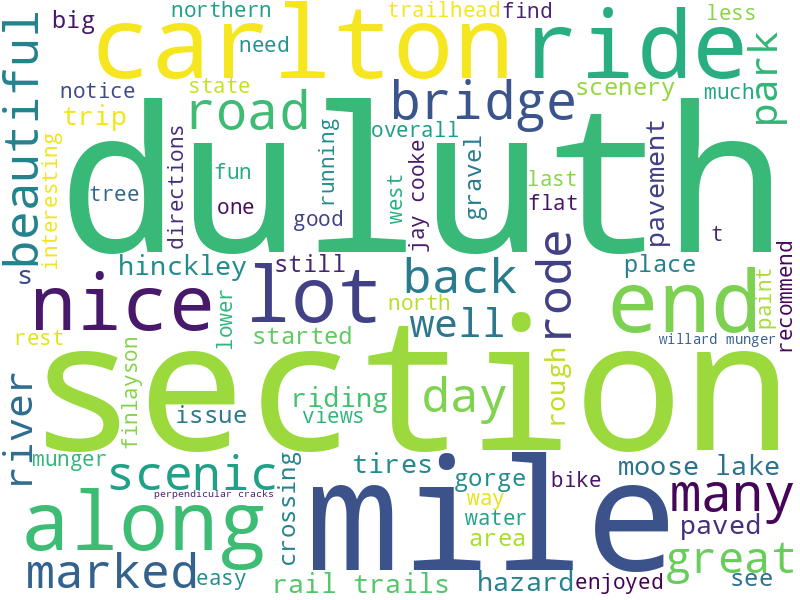 northern
trailhead
find
less
big
carlton
ride
need
beautiful
park
notice
state
scenery
much
trip
road
bridge
overall
duluth
interesting
tree
directions
fun
one
running
good
west
jay cooke
gravel
last
flat
pavement
t
s
hinckley
still
back
place
recommend
nice
lot
north
well
rode
end
paint
rest
lower
started
willard munger
section
finlayson
river
issue
riding
views
day
rough
munger
scenic
perpendicular cracks
crossing
tires
gorge
way
water
area
bike
moose lake
many
along
mile
paved
marked
easy
rail trails
hazard
enjoyed
great
see